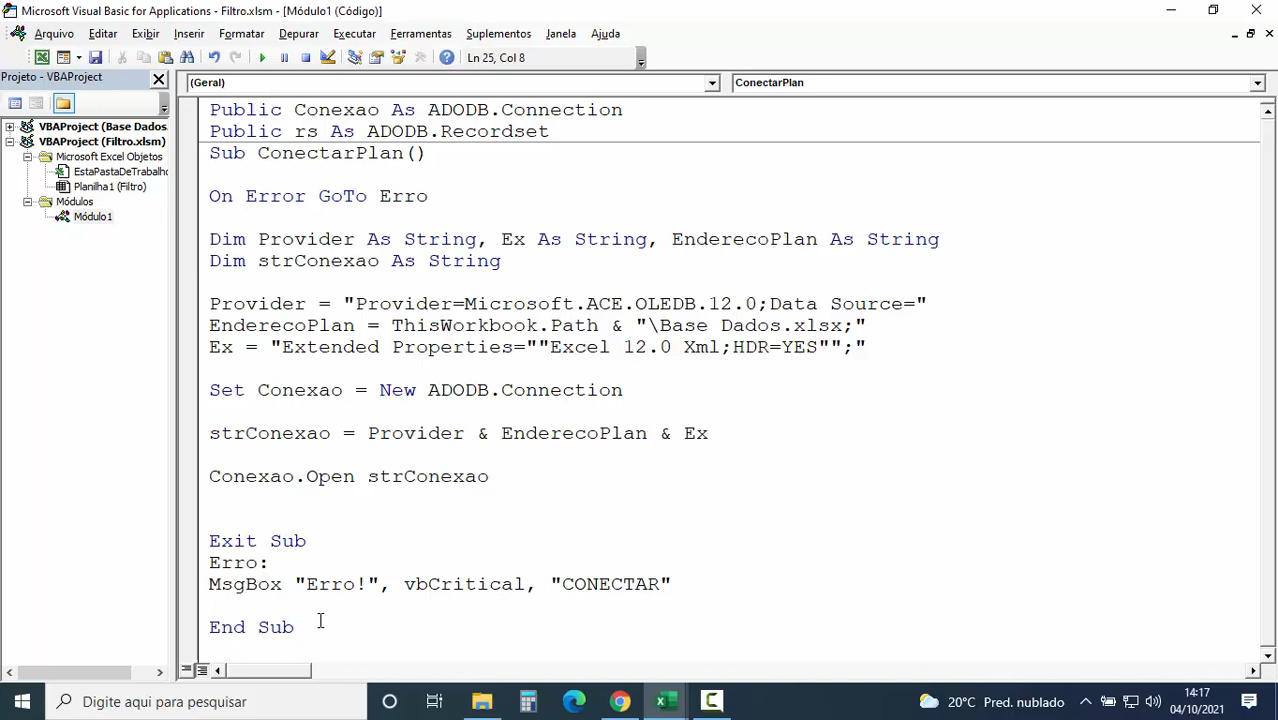 Microsoft Visual Basic for Applications - Filtro.xlsm - [Módulo1 (Código)]
Arquivo Editar Exibir Inserir Formatar Depurar Executar Ferramentas Suplementos Janela Ajuda
Ln 25, Col 8
Projeto - VBAProject
(Geral) ConectarPlan
VBAProject (Base Dados.
VBAProject (Filtro.xlsm)
Microsoft Excel Objetos
EstaPastaDeTrabalho
Planilha1 (Filtro)
Módulos
Módulo1
Public Conexao As ADODB.Connection
Public rs As ADODB.Recordset
Sub ConectarPlan()
On Error GoTo Erro
Dim Provider As String, Ex As String, EnderecoPlan As String
Dim strConexao As String
Provider = "Provider=Microsoft.ACE.OLEDB.12.0;Data Source="
EnderecoPlan = ThisWorkbook.Path & "\Base Dados.xlsx;"
Ex = "Extended Properties=""Excel 12.0 Xml;HDR=YES"";"
Set Conexao = New ADODB.Connection
strConexao = Provider & EnderecoPlan & Ex
Conexao.Open strConexao
Exit Sub
Erro:
MsgBox "Erro!", vbCritical, "CONECTAR"
End Sub
Digite aqui para pesquisar
20°C Pred. nublado
14:17
04/10/2021